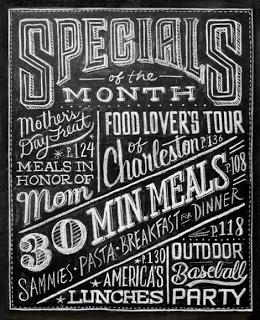 SPECIALS
of the
MONTH
Mother's
Day Treat
P.124
MEALS IN
HONOR OF
Mom
FOOD LOVER'S TOUR
of
Charleston P.136
30 MIN. MEALS P.108
SAMMIES · PASTA · BREAKFAST FOR DINNER
P.130
AMERICA'S
LUNCHES
P.118
OUTDOOR
Baseball
PARTY